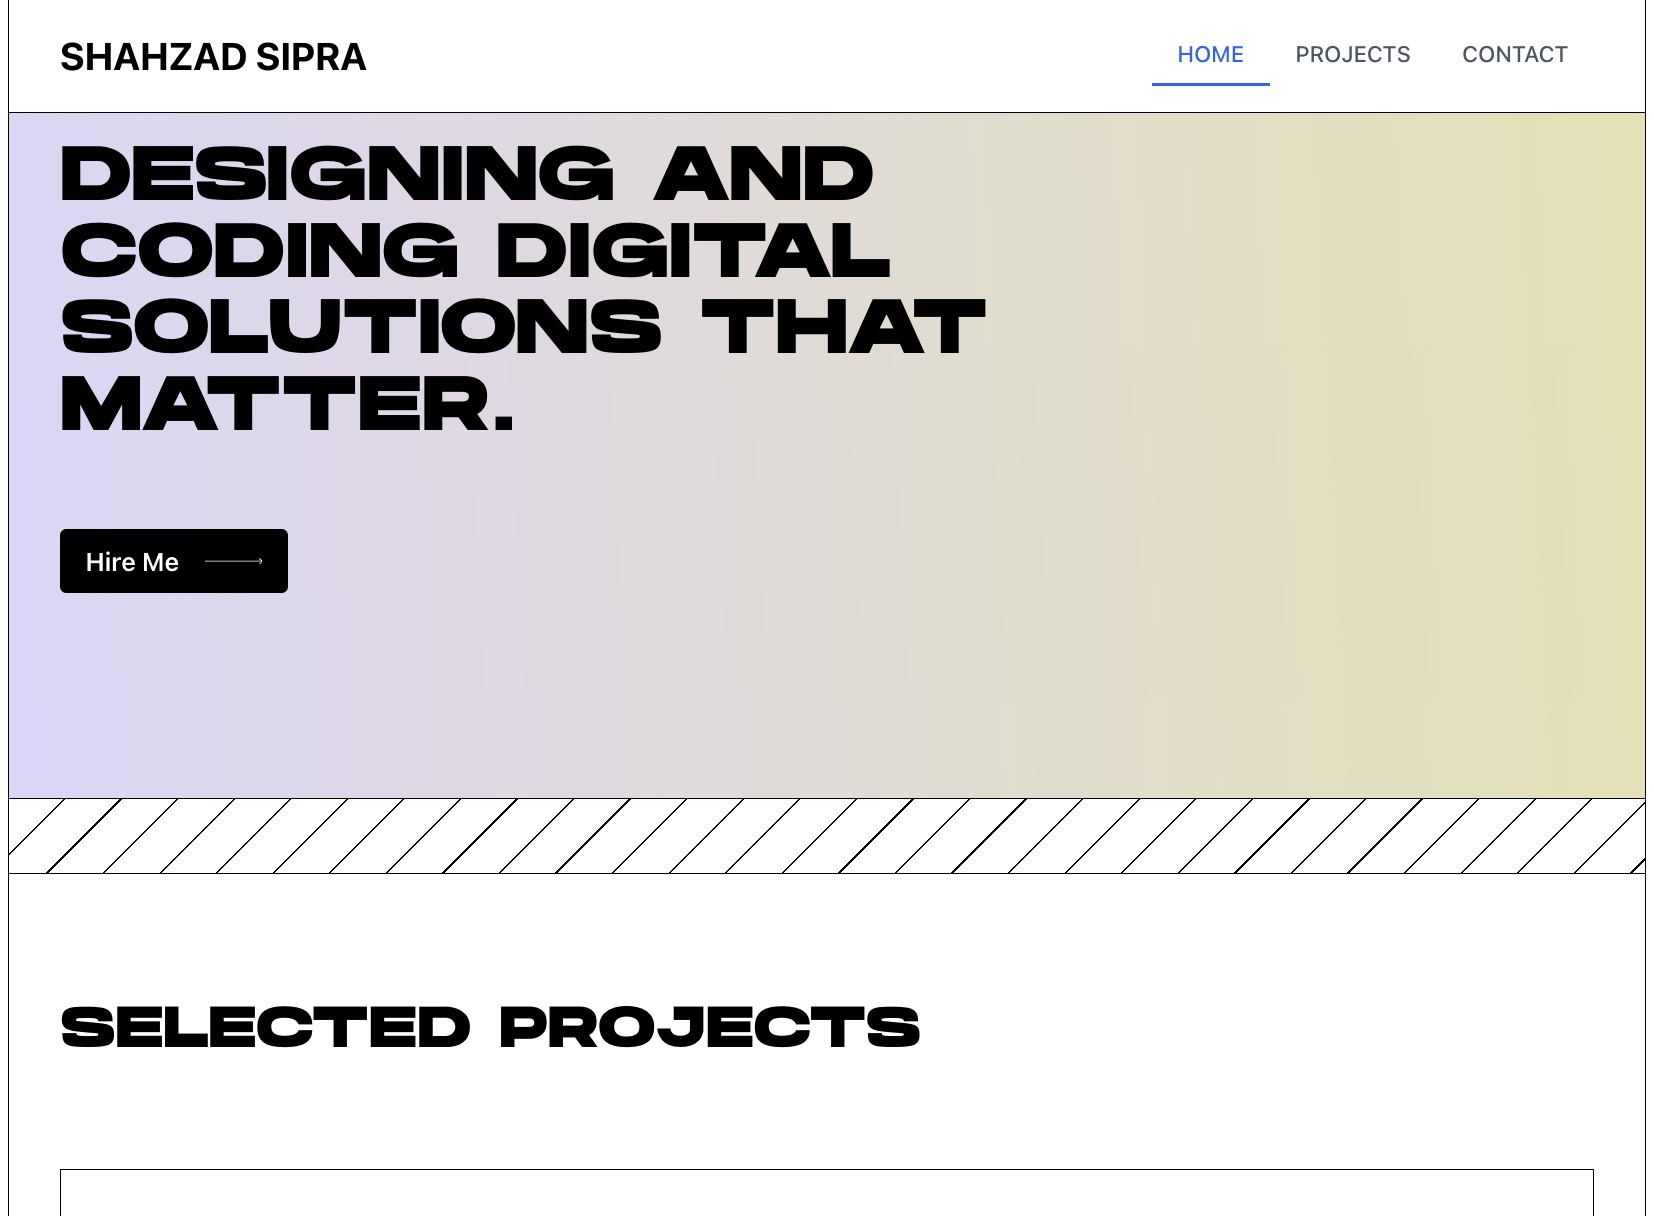 SHAHZAD SIPRA
HOME PROJECTS CONTACT
DESIGNING AND
CODING DIGITAL
SOLUTIONS THAT
MATTER.
Hire Me
SELECTED PROJECTS